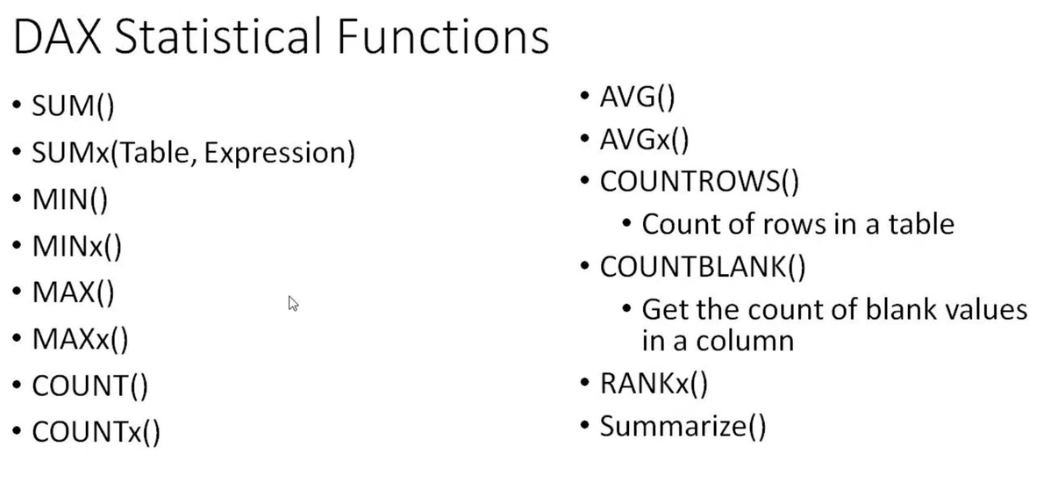 DAX Statistical Functions
• SUM()
• SUMx(Table, Expression)
• MIN()
• MINx()
• MAX()
• MAXx()
• COUNT()
• COUNTx()
• AVG()
• AVGx()
• COUNTROWS()
• Count of rows in a table
• COUNTBLANK()
• Get the count of blank values
in a column
• RANKx()
• Summarize()